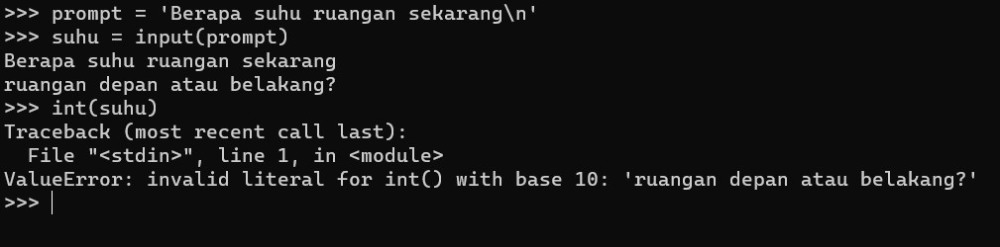 >>> prompt = 'Berapa suhu ruangan sekarang\n'
>>> suhu = input(prompt)
Berapa suhu ruangan sekarang
ruangan depan atau belakang?
>>> int(suhu)
Traceback (most recent call last):
  File "<stdin>", line 1, in <module>
ValueError: invalid literal for int() with base 10: 'ruangan depan atau belakang?'
>>>